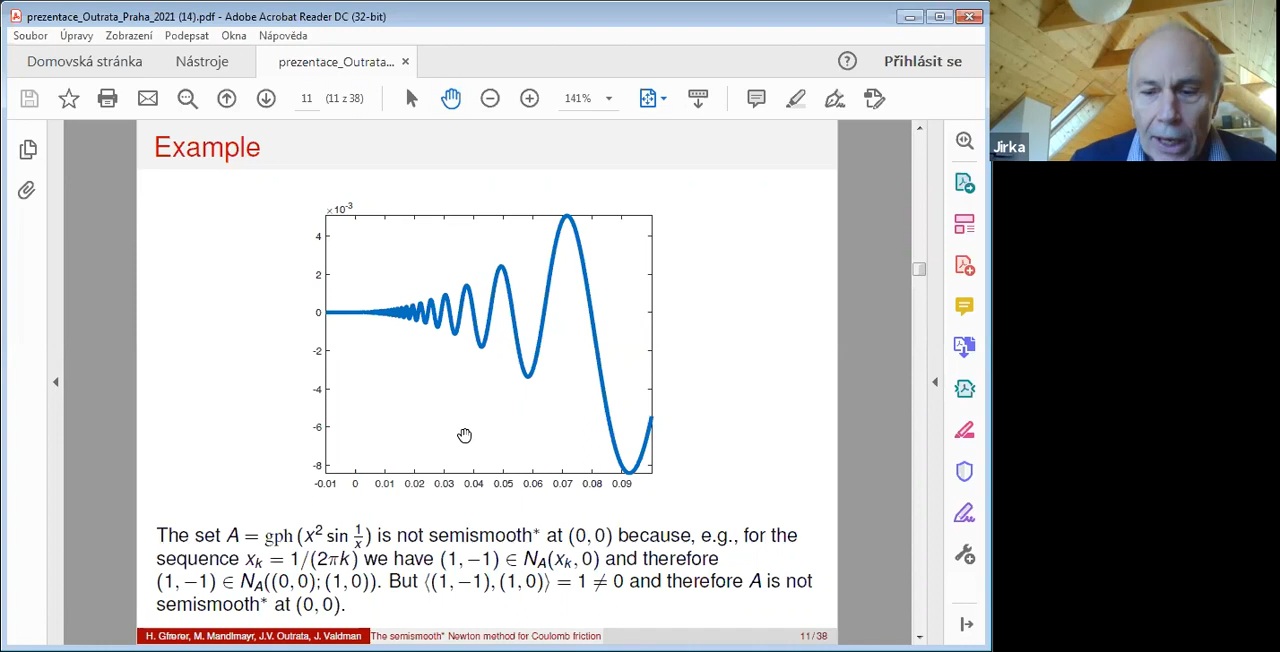 prezentace_Outrata_Praha_2021 (14).pdf - Adobe Acrobat Reader DC (32-bit)
Soubor Úpravy Zobrazení Podepsat Okna Nápověda
Domovská stránka Nástroje prezentace_Outrata... × Přihlásit se
11 (11 z 38) 141%
Jirka
Example
×10⁻³
4
2
0
-2
-4
-6
-8
-0.01 0 0.01 0.02 0.03 0.04 0.05 0.06 0.07 0.08 0.09
The set A = gph (x² sin 1/x) is not semismooth* at (0, 0) because, e.g., for the
sequence xₖ = 1/(2πk) we have (1, −1) ∈ N_A(xₖ, 0) and therefore
(1, −1) ∈ N_A((0, 0); (1, 0)). But ⟨(1, −1), (1, 0)⟩ = 1 ≠ 0 and therefore A is not
semismooth* at (0, 0).
H. Gfrerer, M. Mandlmayr, J.V. Outrata, J. Valdman The semismooth* Newton method for Coulomb friction 11 / 38